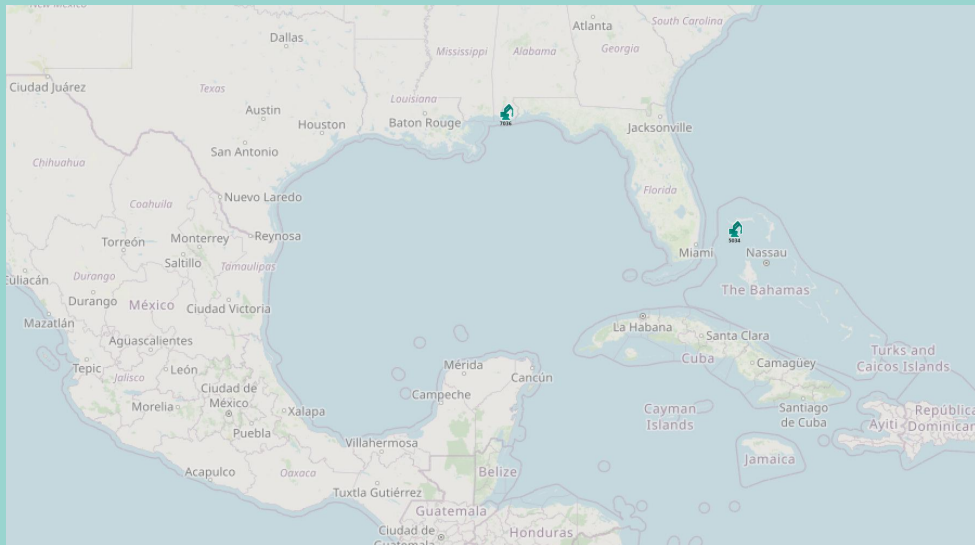 New Mexico
South Carolina
Atlanta
Dallas
Mississippi
Alabama
Georgia
Ciudad Juárez
Texas
Louisiana
7036
Austin
Houston
Baton Rouge
Jacksonville
San Antonio
Chihuahua
Nuevo Laredo
Florida
Coahuila
Torreón
Monterrey
Reynosa
5034
Saltillo
Tamaulipas
Miami
Nassau
Culiacán
Durango
Durango
México
Ciudad Victoria
The Bahamas
Mazatlán
La Habana
Santa Clara
Aguascalientes
Turks and
Caicos Islands
Tepic
León
Mérida
Cuba
Camagüey
Jalisco
Cancún
Ciudad de
México
Campeche
Morelia
Xalapa
Cayman
Islands
Santiago
de Cuba
República
Dominicana
Ayiti
Puebla
Villahermosa
Jamaica
Acapulco
Oaxaca
Belize
Tuxtla Gutiérrez
Guatemala
Ciudad de
Guatemala
Honduras